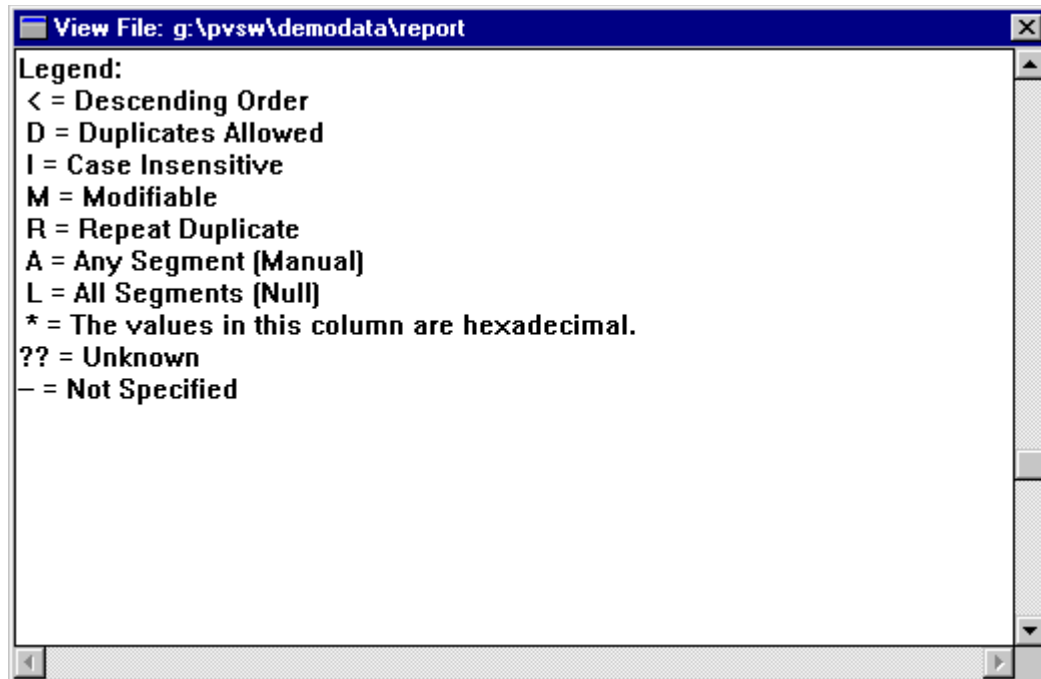 View File: g:\pvsw\demodata\report
Legend:
< = Descending Order
D = Duplicates Allowed
I = Case Insensitive
M = Modifiable
R = Repeat Duplicate
A = Any Segment (Manual)
L = All Segments (Null)
* = The values in this column are hexadecimal.
?? = Unknown
– = Not Specified